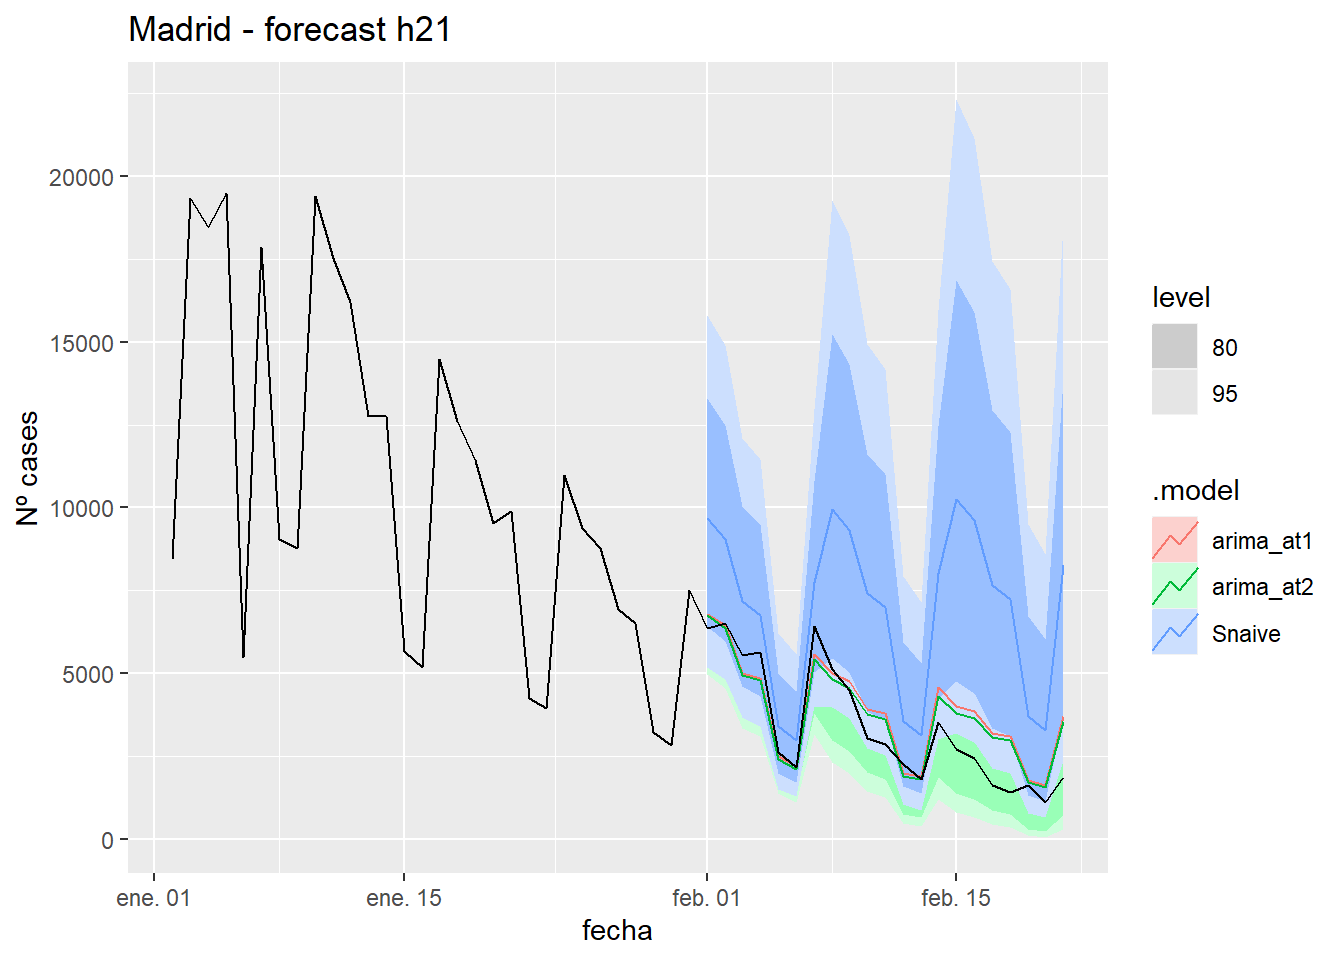 Madrid - forecast h21
20000
15000
10000
5000
0
Nº cases
ene. 01
ene. 15
feb. 01
feb. 15
fecha
level
80
95
.model
arima_at1
arima_at2
Snaive